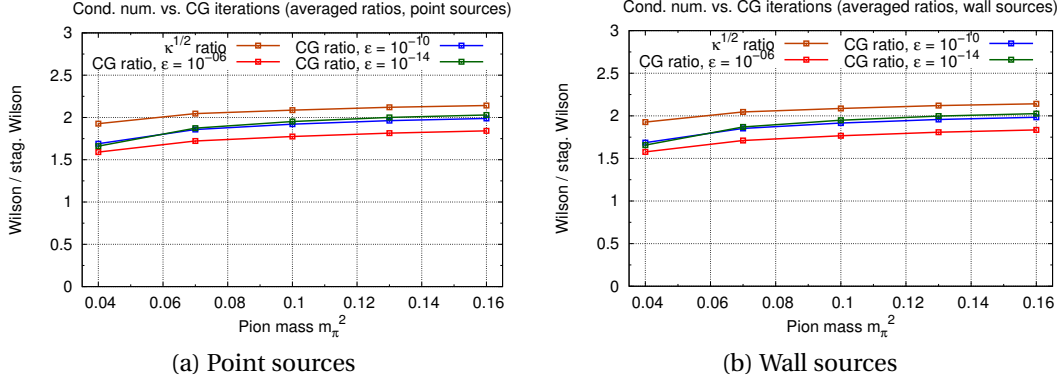 Cond. num. vs. CG iterations (averaged ratios, point sources)
κ^1/2 ratio
CG ratio, ε = 10^−06
CG ratio, ε = 10^−10
CG ratio, ε = 10^−14
Wilson / stag. Wilson
3
2.5
2
1.5
1
0.5
0
0.04 0.06 0.08 0.1 0.12 0.14 0.16
Pion mass m_π^2
(a) Point sources
Cond. num. vs. CG iterations (averaged ratios, wall sources)
κ^1/2 ratio
CG ratio, ε = 10^−06
CG ratio, ε = 10^−10
CG ratio, ε = 10^−14
Wilson / stag. Wilson
3
2.5
2
1.5
1
0.5
0
0.04 0.06 0.08 0.1 0.12 0.14 0.16
Pion mass m_π^2
(b) Wall sources